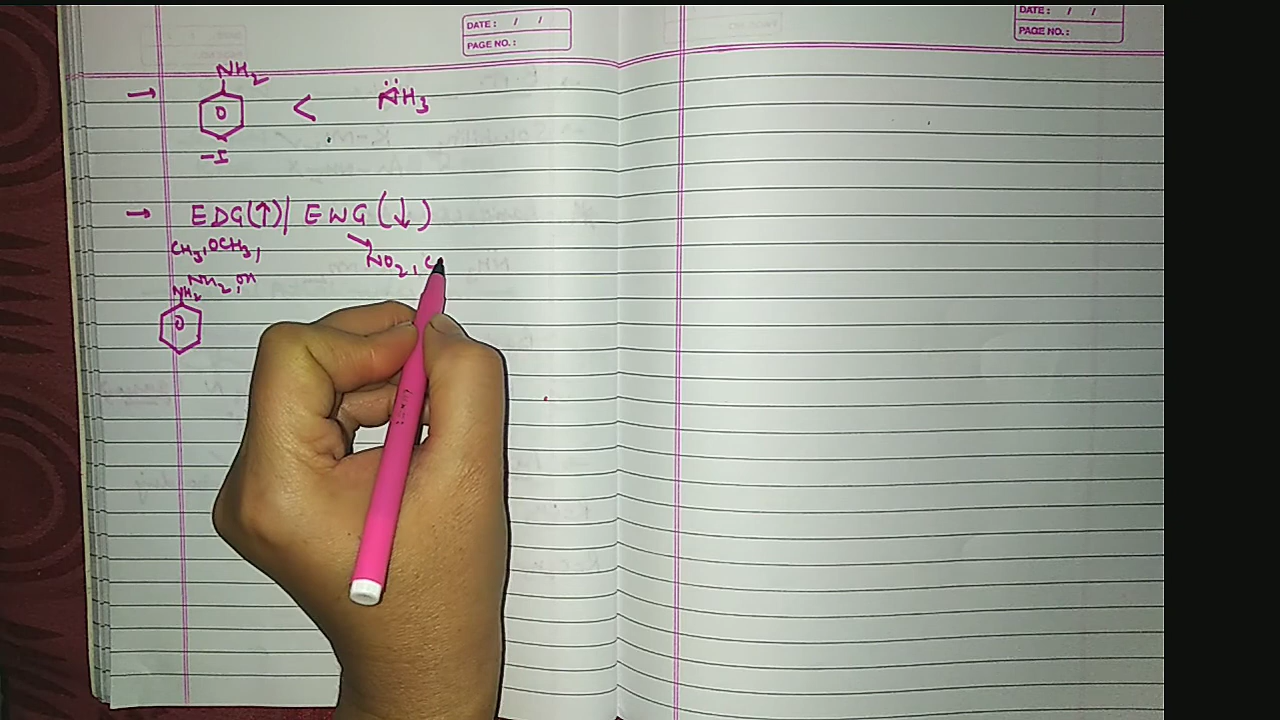 DATE: / /
PAGE NO.:
DATE: / /
PAGE NO.:
→ NH2 < N̈H3
-I
→ EDG(↑)| EWG(↓)
CH3, OCH3,
NH2, OH
NO2, C
NH2